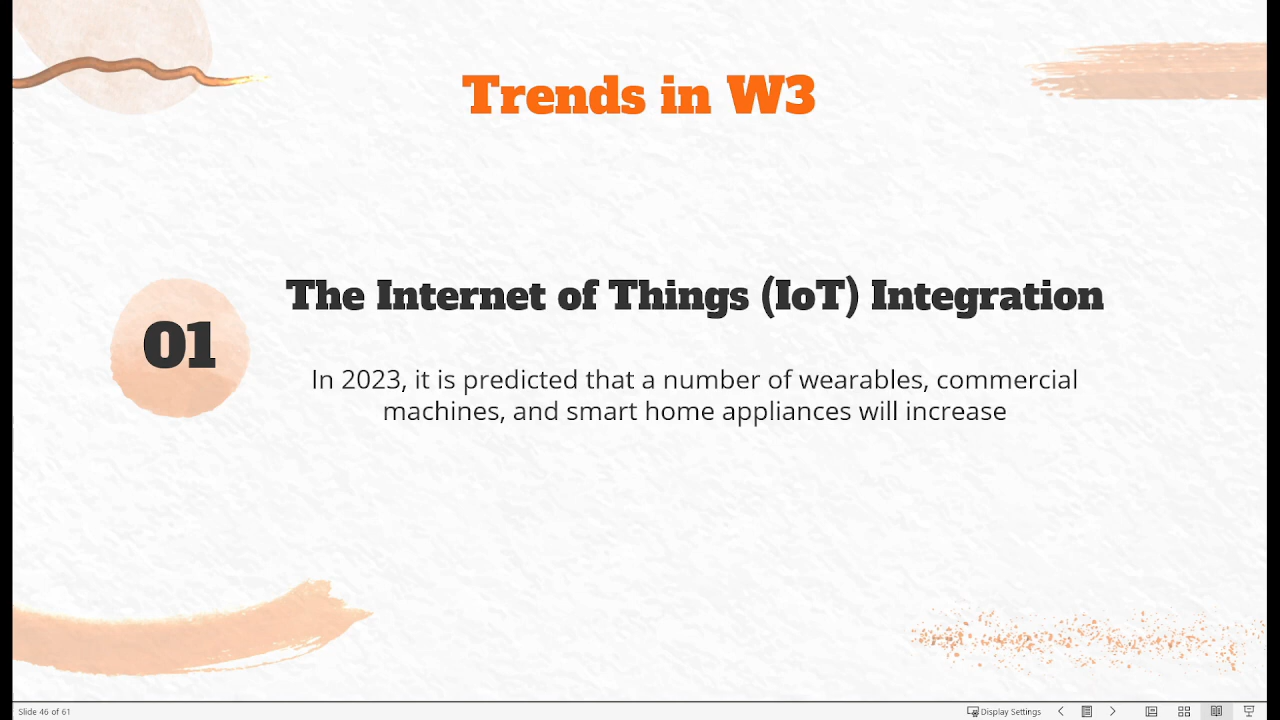 Trends in W3
The Internet of Things (IoT) Integration
01
In 2023, it is predicted that a number of wearables, commercial
machines, and smart home appliances will increase
Slide 46 of 61
Display Settings